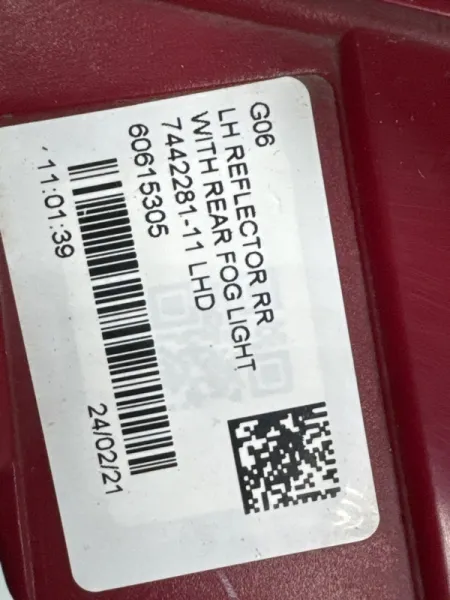 G06
LH REFLECTOR RR
WITH REAR FOG LIGHT
7442281-11 LHD
60615305
11:01:39
24/02/21